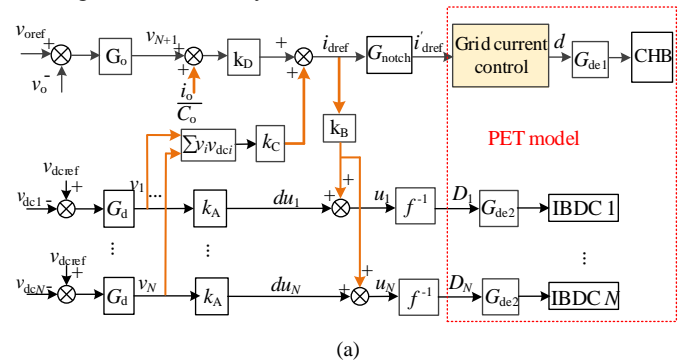 v_oref + v_o - G_o v_{N+1} + + i_o/C_o k_D + + i_dref G_notch i'_dref Grid current control d G_de1 CHB
∑v_i v_dci k_C k_B PET model
v_dcref + v_dc1 - G_d v_1 ... k_A du_1 + + u_1 f^{-1} D_1 G_de2 IBDC 1
⋮ ⋮ ⋮
v_dcref + v_dcN - G_d v_N k_A du_N + + u_N f^{-1} D_N G_de2 IBDC N
(a)